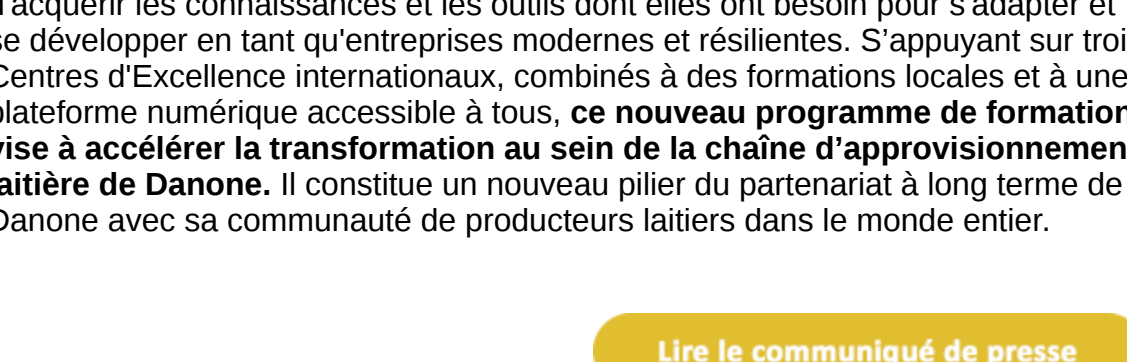 d'acquérir les connaissances et les outils dont elles ont besoin pour s'adapter et
se développer en tant qu'entreprises modernes et résilientes. S’appuyant sur troi
Centres d'Excellence internationaux, combinés à des formations locales et à une
plateforme numérique accessible à tous, ce nouveau programme de formation
vise à accélérer la transformation au sein de la chaîne d’approvisionnemen
laitière de Danone. Il constitue un nouveau pilier du partenariat à long terme de
Danone avec sa communauté de producteurs laitiers dans le monde entier.
Lire le communiqué de presse